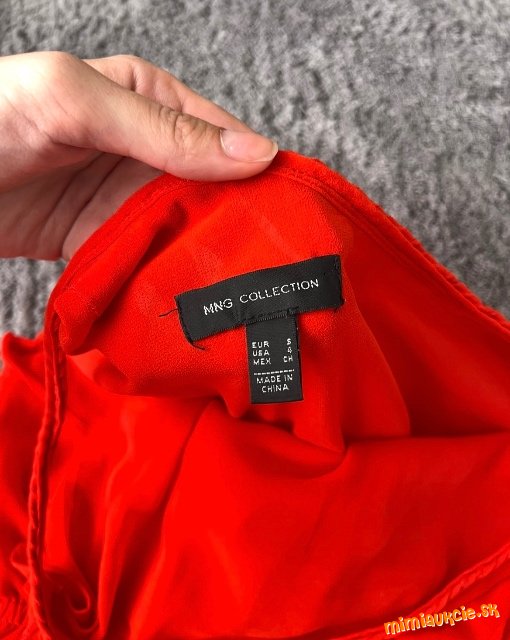 MNG COLLECTION
EUR S
USA 4
MEX CH
MADE IN
CHINA
mimiaukcie.sk